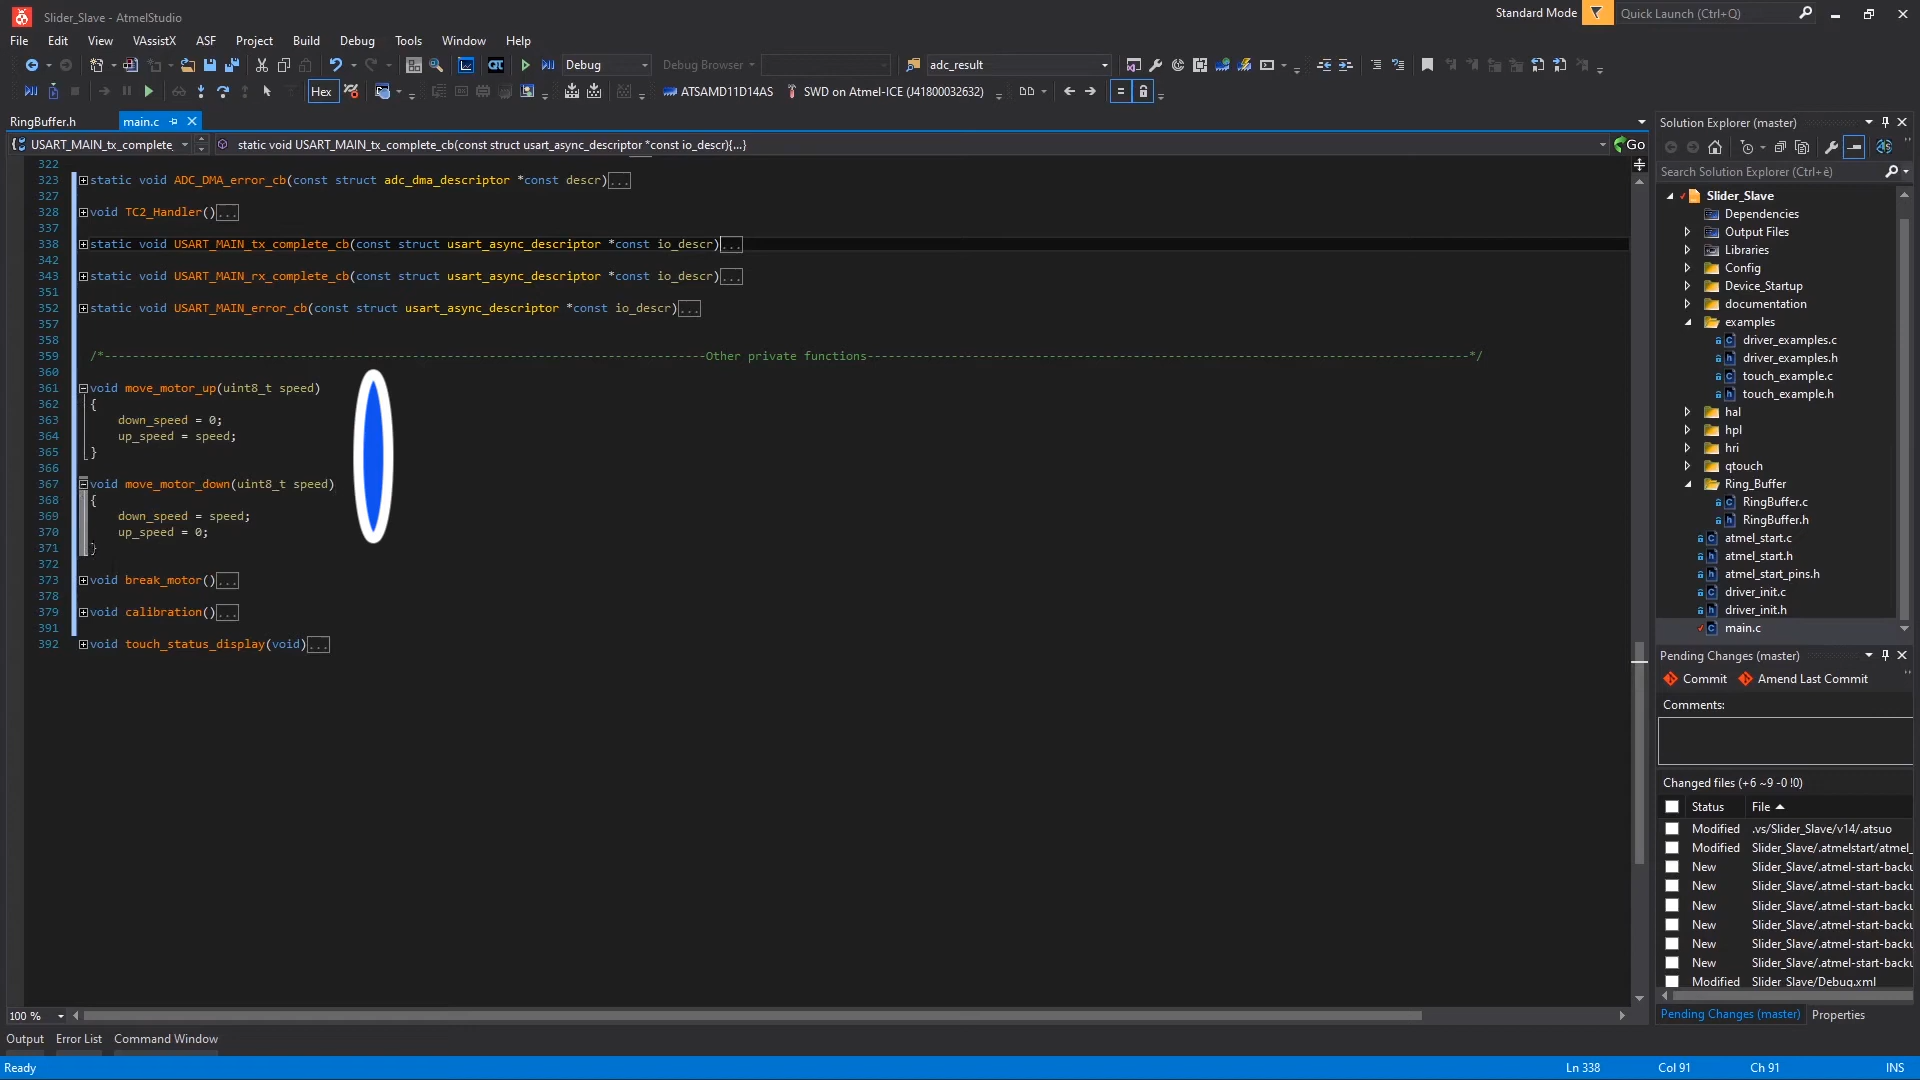 Slider_Slave - AtmelStudio
Standard Mode
Quick Launch (Ctrl+Q)
File Edit View VAssistX ASF Project Build Debug Tools Window Help
Debug Debug Browser adc_result
Hex ATSAMD11D14AS SWD on Atmel-ICE (J41800032632)
RingBuffer.h main.c
USART_MAIN_tx_complete_ static void USART_MAIN_tx_complete_cb(const struct usart_async_descriptor *const io_descr){...} Go
322
323 static void ADC_DMA_error_cb(const struct adc_dma_descriptor *const descr)...
327
328 void TC2_Handler()...
337
338 static void USART_MAIN_tx_complete_cb(const struct usart_async_descriptor *const io_descr)...
342
343 static void USART_MAIN_rx_complete_cb(const struct usart_async_descriptor *const io_descr)...
351
352 static void USART_MAIN_error_cb(const struct usart_async_descriptor *const io_descr)...
357
358
359 /*--------------------------------------------------------------------------------------Other private functions--------------------------------------------------------------------------------------*/
360
361 void move_motor_up(uint8_t speed)
362 {
363 down_speed = 0;
364 up_speed = speed;
365 }
366
367 void move_motor_down(uint8_t speed)
368 {
369 down_speed = speed;
370 up_speed = 0;
371 }
372
373 void break_motor()...
378
379 void calibration()...
391
392 void touch_status_display(void)...
100 %
Output Error List Command Window
Ready
Ln 338 Col 91 Ch 91 INS
Solution Explorer (master)
Search Solution Explorer (Ctrl+è)
Slider_Slave
Dependencies
Output Files
Libraries
Config
Device_Startup
documentation
examples
driver_examples.c
driver_examples.h
touch_example.c
touch_example.h
hal
hpl
hri
qtouch
Ring_Buffer
RingBuffer.c
RingBuffer.h
atmel_start.c
atmel_start.h
atmel_start_pins.h
driver_init.c
driver_init.h
main.c
Pending Changes (master)
Commit Amend Last Commit
Comments:
Changed files (+6 ~9 -0 !0)
Status File
Modified .vs/Slider_Slave/v14/.atsuo
Modified Slider_Slave/.atmelstart/atmel_
New Slider_Slave/.atmel-start-backu
New Slider_Slave/.atmel-start-backu
New Slider_Slave/.atmel-start-backu
New Slider_Slave/.atmel-start-backu
New Slider_Slave/.atmel-start-backu
New Slider_Slave/.atmel-start-backu
Modified Slider_Slave/Debug.xml
Pending Changes (master) Properties